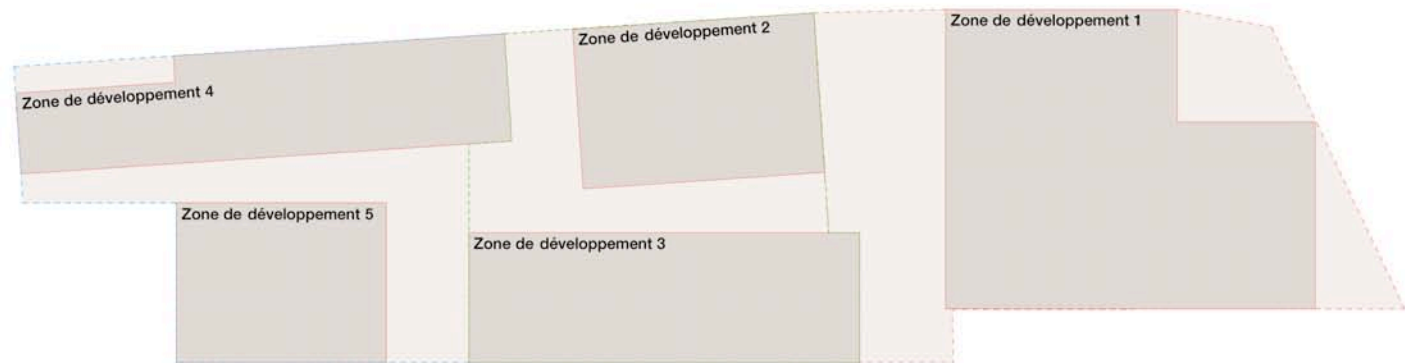 Zone de développement 1
Zone de développement 2
Zone de développement 4
Zone de développement 5
Zone de développement 3